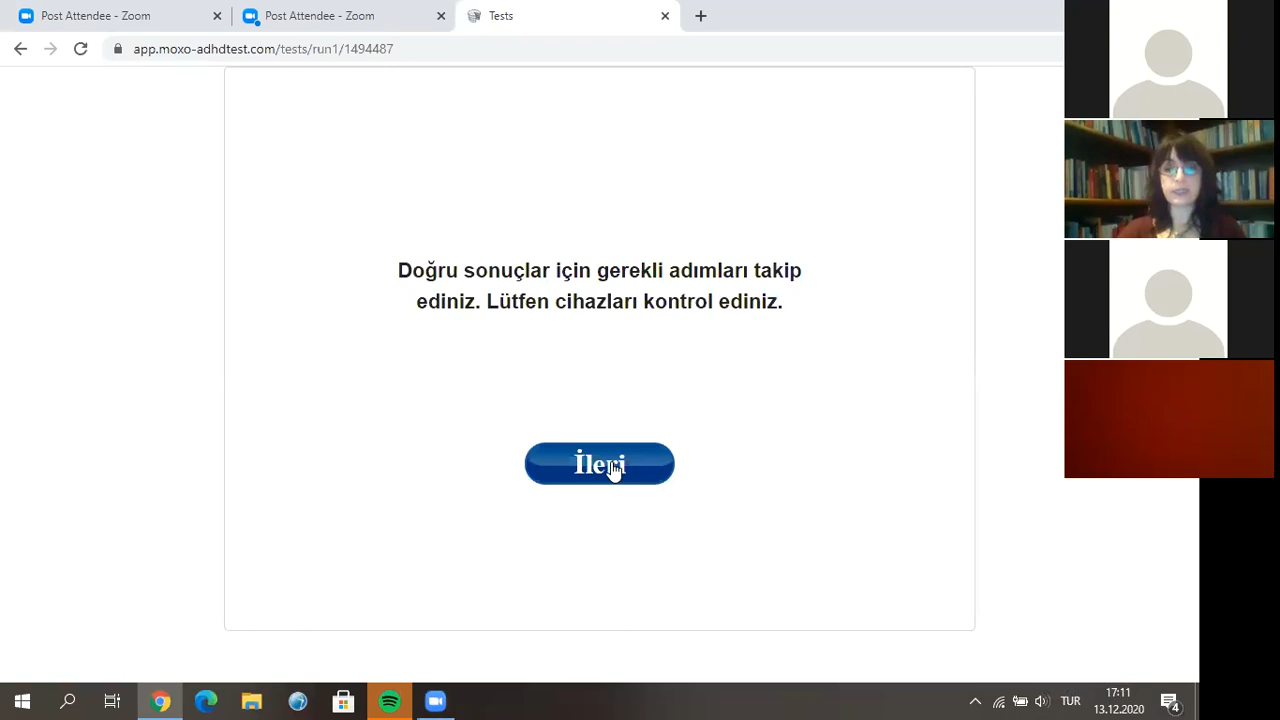 Post Attendee - Zoom
Post Attendee - Zoom
Tests
app.moxo-adhdtest.com/tests/run1/1494487
Doğru sonuçlar için gerekli adımları takip
ediniz. Lütfen cihazları kontrol ediniz.
İleri
TUR
17:11
13.12.2020
4